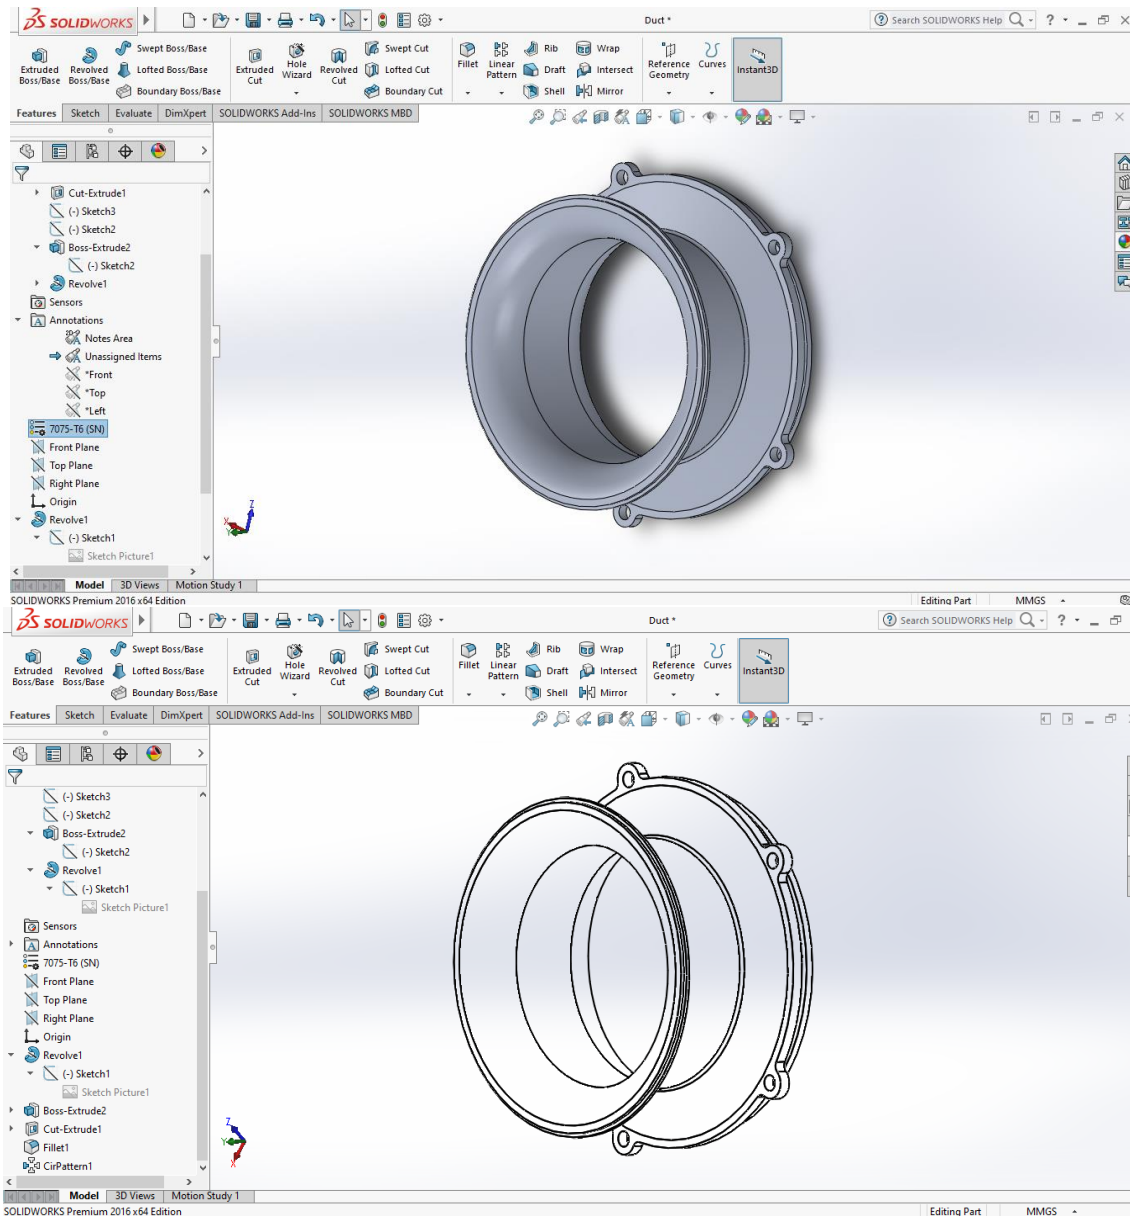 SOLIDWORKS
Duct *
Search SOLIDWORKS Help
?
Extruded Boss/Base
Revolved Boss/Base
Swept Boss/Base
Lofted Boss/Base
Boundary Boss/Base
Extruded Cut
Hole Wizard
Revolved Cut
Swept Cut
Lofted Cut
Boundary Cut
Fillet
Linear Pattern
Rib
Draft
Shell
Wrap
Intersect
Mirror
Reference Geometry
Curves
Instant3D
Features Sketch Evaluate DimXpert SOLIDWORKS Add-Ins SOLIDWORKS MBD
Cut-Extrude1
(-) Sketch3
(-) Sketch2
Boss-Extrude2
(-) Sketch2
Revolve1
Sensors
Annotations
Notes Area
Unassigned Items
*Front
*Top
*Left
7075-T6 (SN)
Front Plane
Top Plane
Right Plane
Origin
Revolve1
(-) Sketch1
Sketch Picture1
Z
X
Y
Model 3D Views Motion Study 1
SOLIDWORKS Premium 2016 x64 Edition
Editing Part MMGS
SOLIDWORKS
Duct *
Search SOLIDWORKS Help
?
Extruded Boss/Base
Revolved Boss/Base
Swept Boss/Base
Lofted Boss/Base
Boundary Boss/Base
Extruded Cut
Hole Wizard
Revolved Cut
Swept Cut
Lofted Cut
Boundary Cut
Fillet
Linear Pattern
Rib
Draft
Shell
Wrap
Intersect
Mirror
Reference Geometry
Curves
Instant3D
Features Sketch Evaluate DimXpert SOLIDWORKS Add-Ins SOLIDWORKS MBD
(-) Sketch3
(-) Sketch2
Boss-Extrude2
(-) Sketch2
Revolve1
(-) Sketch1
Sketch Picture1
Sensors
Annotations
7075-T6 (SN)
Front Plane
Top Plane
Right Plane
Origin
Revolve1
(-) Sketch1
Sketch Picture1
Boss-Extrude2
Cut-Extrude1
Fillet1
CirPattern1
Z
Y
X
Model 3D Views Motion Study 1
SOLIDWORKS Premium 2016 x64 Edition
Editing Part MMGS